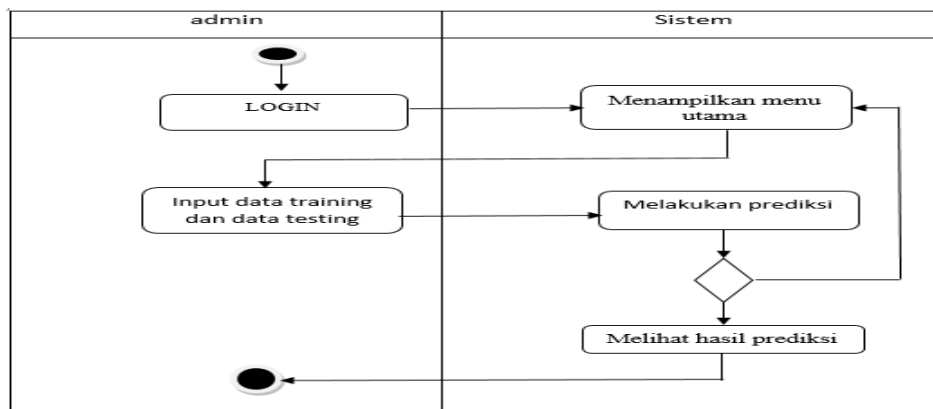 admin
Sistem
LOGIN
Menampilkan menu
utama
Input data training
dan data testing
Melakukan prediksi
Melihat hasil prediksi